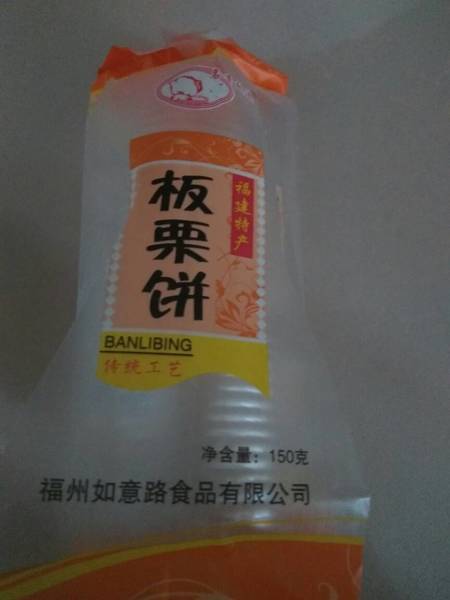 福建特产
板栗饼
BANLIBING
传统工艺
净含量：150克
福州如意路食品有限公司